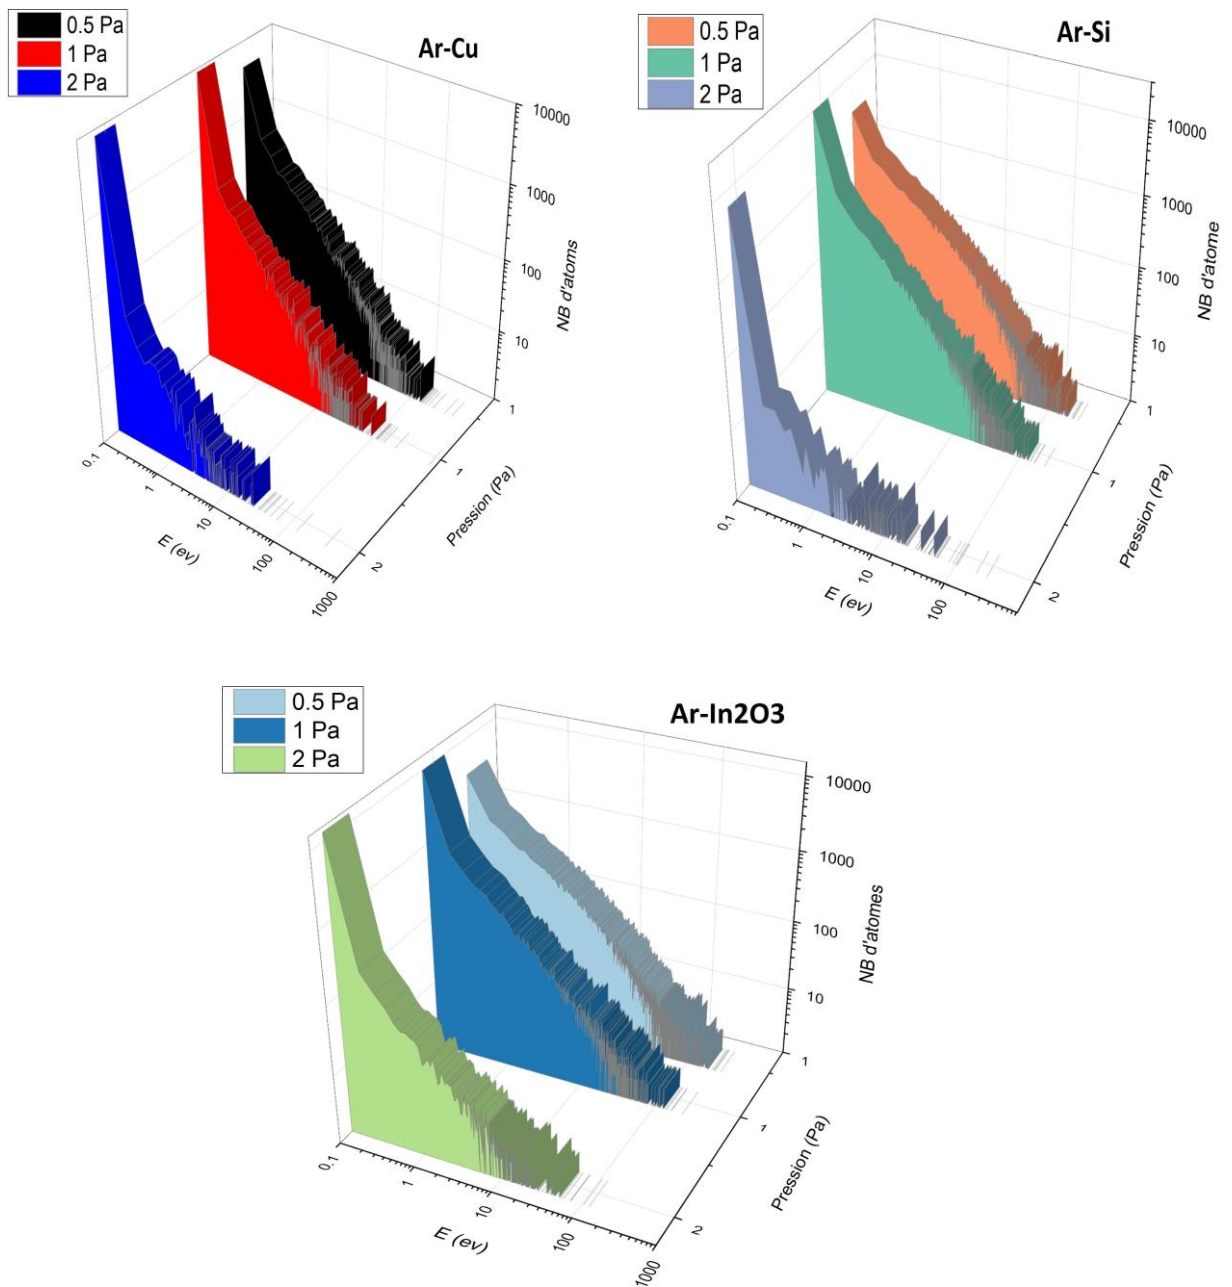 0.5 Pa
1 Pa
2 Pa
Ar-Cu
10000
1000
100
10
1
NB d'atoms
0.1
1
10
100
1000
E (ev)
1
2
Pression (Pa)
0.5 Pa
1 Pa
2 Pa
Ar-Si
10000
1000
100
10
1
NB d'atome
0.1
1
10
100
E (ev)
1
2
Pression (Pa)
0.5 Pa
1 Pa
2 Pa
Ar-In2O3
10000
1000
100
10
1
NB d'atomes
0.1
1
10
100
1000
E (ev)
1
2
Pression (Pa)